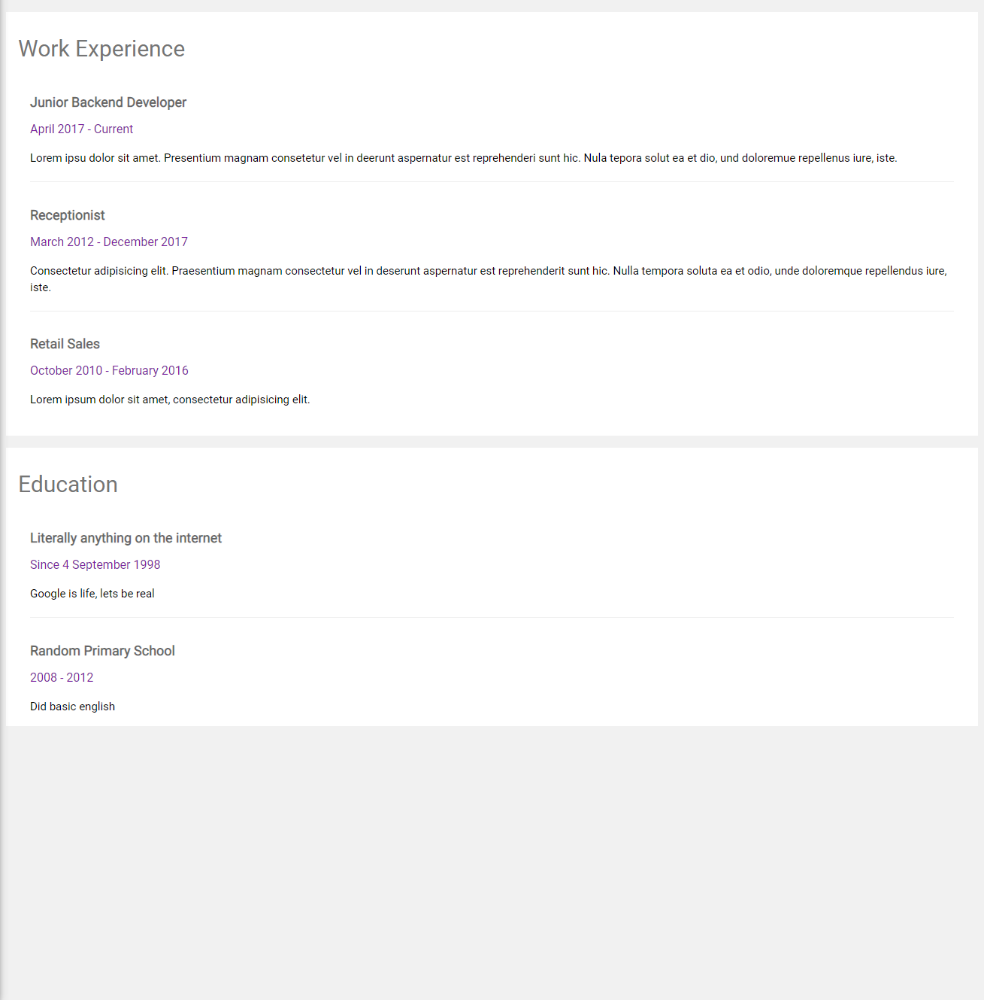 Work Experience
Junior Backend Developer
April 2017 - Current
Lorem ipsu dolor sit amet. Presentium magnam consetetur vel in deerunt aspernatur est reprehenderi sunt hic. Nula tepora solut ea et dio, und doloremue repellenus iure, iste.
Receptionist
March 2012 - December 2017
Consectetur adipisicing elit. Praesentium magnam consectetur vel in deserunt aspernatur est reprehenderit sunt hic. Nulla tempora soluta ea et odio, unde doloremque repellendus iure,
iste.
Retail Sales
October 2010 - February 2016
Lorem ipsum dolor sit amet, consectetur adipisicing elit.
Education
Literally anything on the internet
Since 4 September 1998
Google is life, lets be real
Random Primary School
2008 - 2012
Did basic english